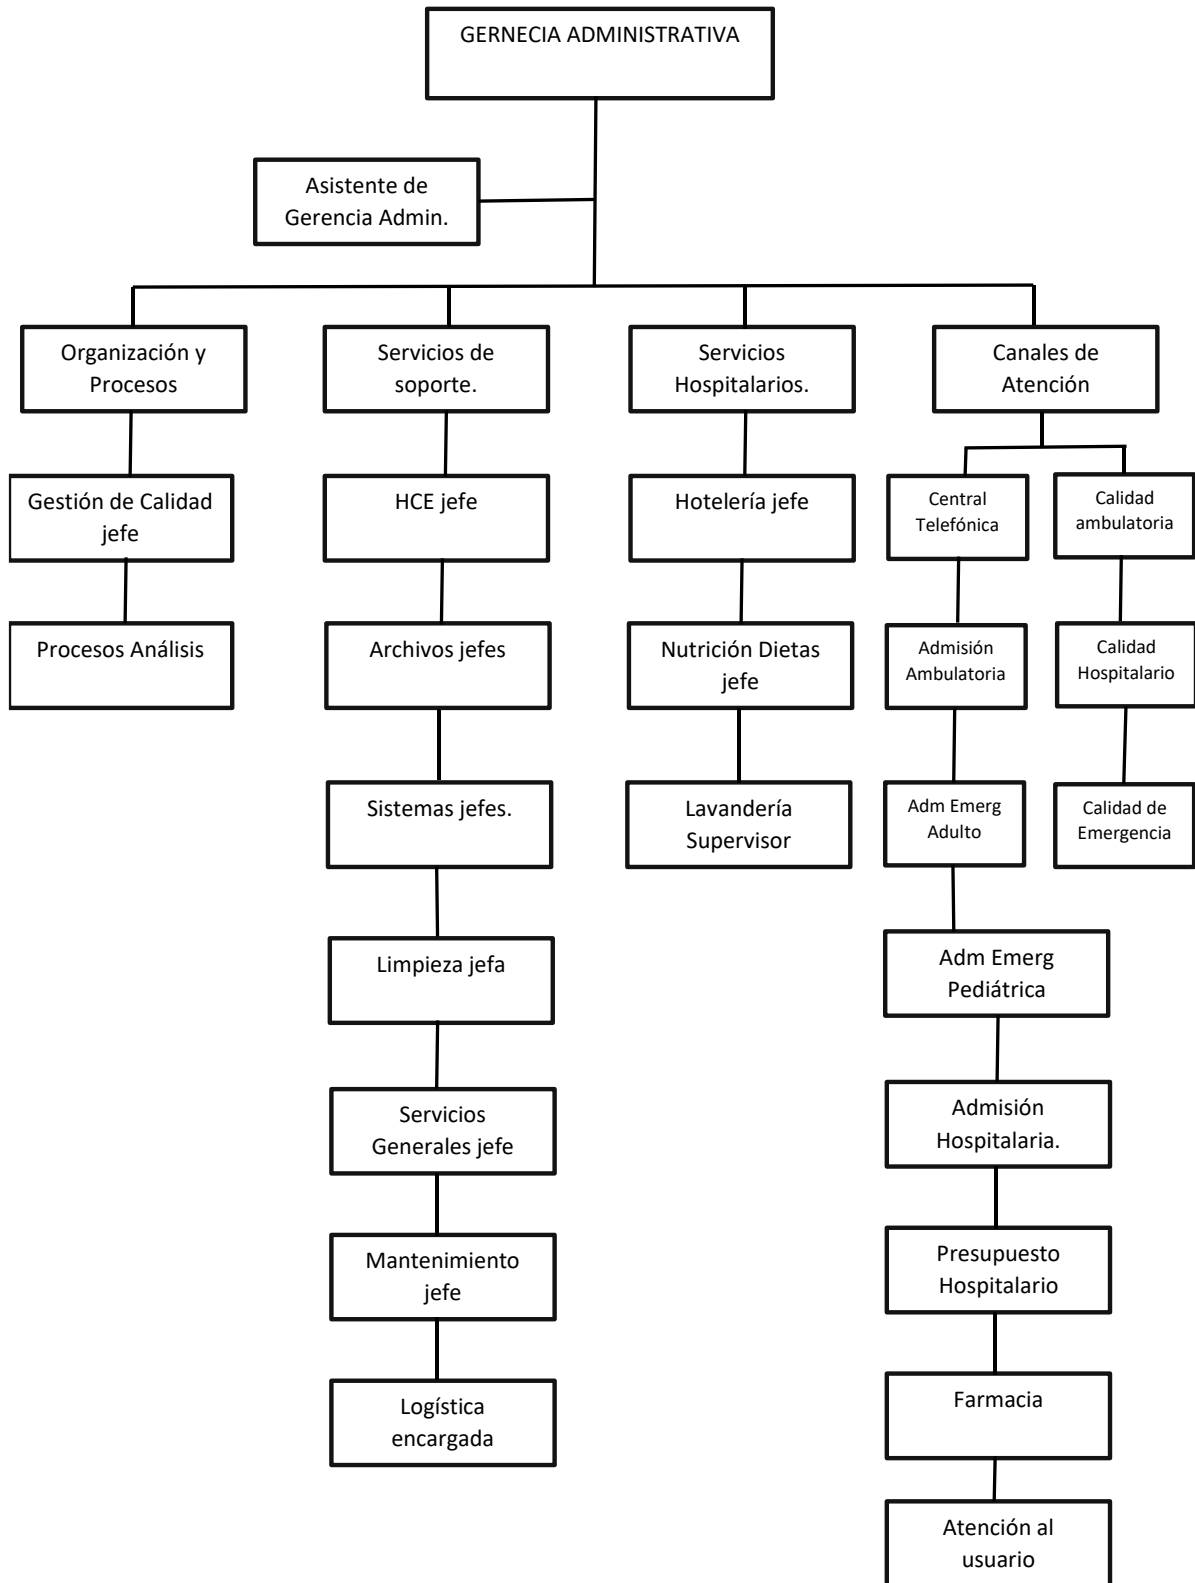 GERNECIA ADMINISTRATIVA
Asistente de
Gerencia Admin.
Organización y
Procesos
Servicios de
soporte.
Servicios
Hospitalarios.
Canales de
Atención
Gestión de Calidad
jefe
HCE jefe
Hotelería jefe
Central
Telefónica
Calidad
ambulatoria
Procesos Análisis
Archivos jefes
Nutrición Dietas
jefe
Admisión
Ambulatoria
Calidad
Hospitalario
Sistemas jefes.
Lavandería
Supervisor
Adm Emerg
Adulto
Calidad de
Emergencia
Limpieza jefa
Adm Emerg
Pediátrica
Servicios
Generales jefe
Admisión
Hospitalaria.
Mantenimiento
jefe
Presupuesto
Hospitalario
Logística
encargada
Farmacia
Atención al
usuario